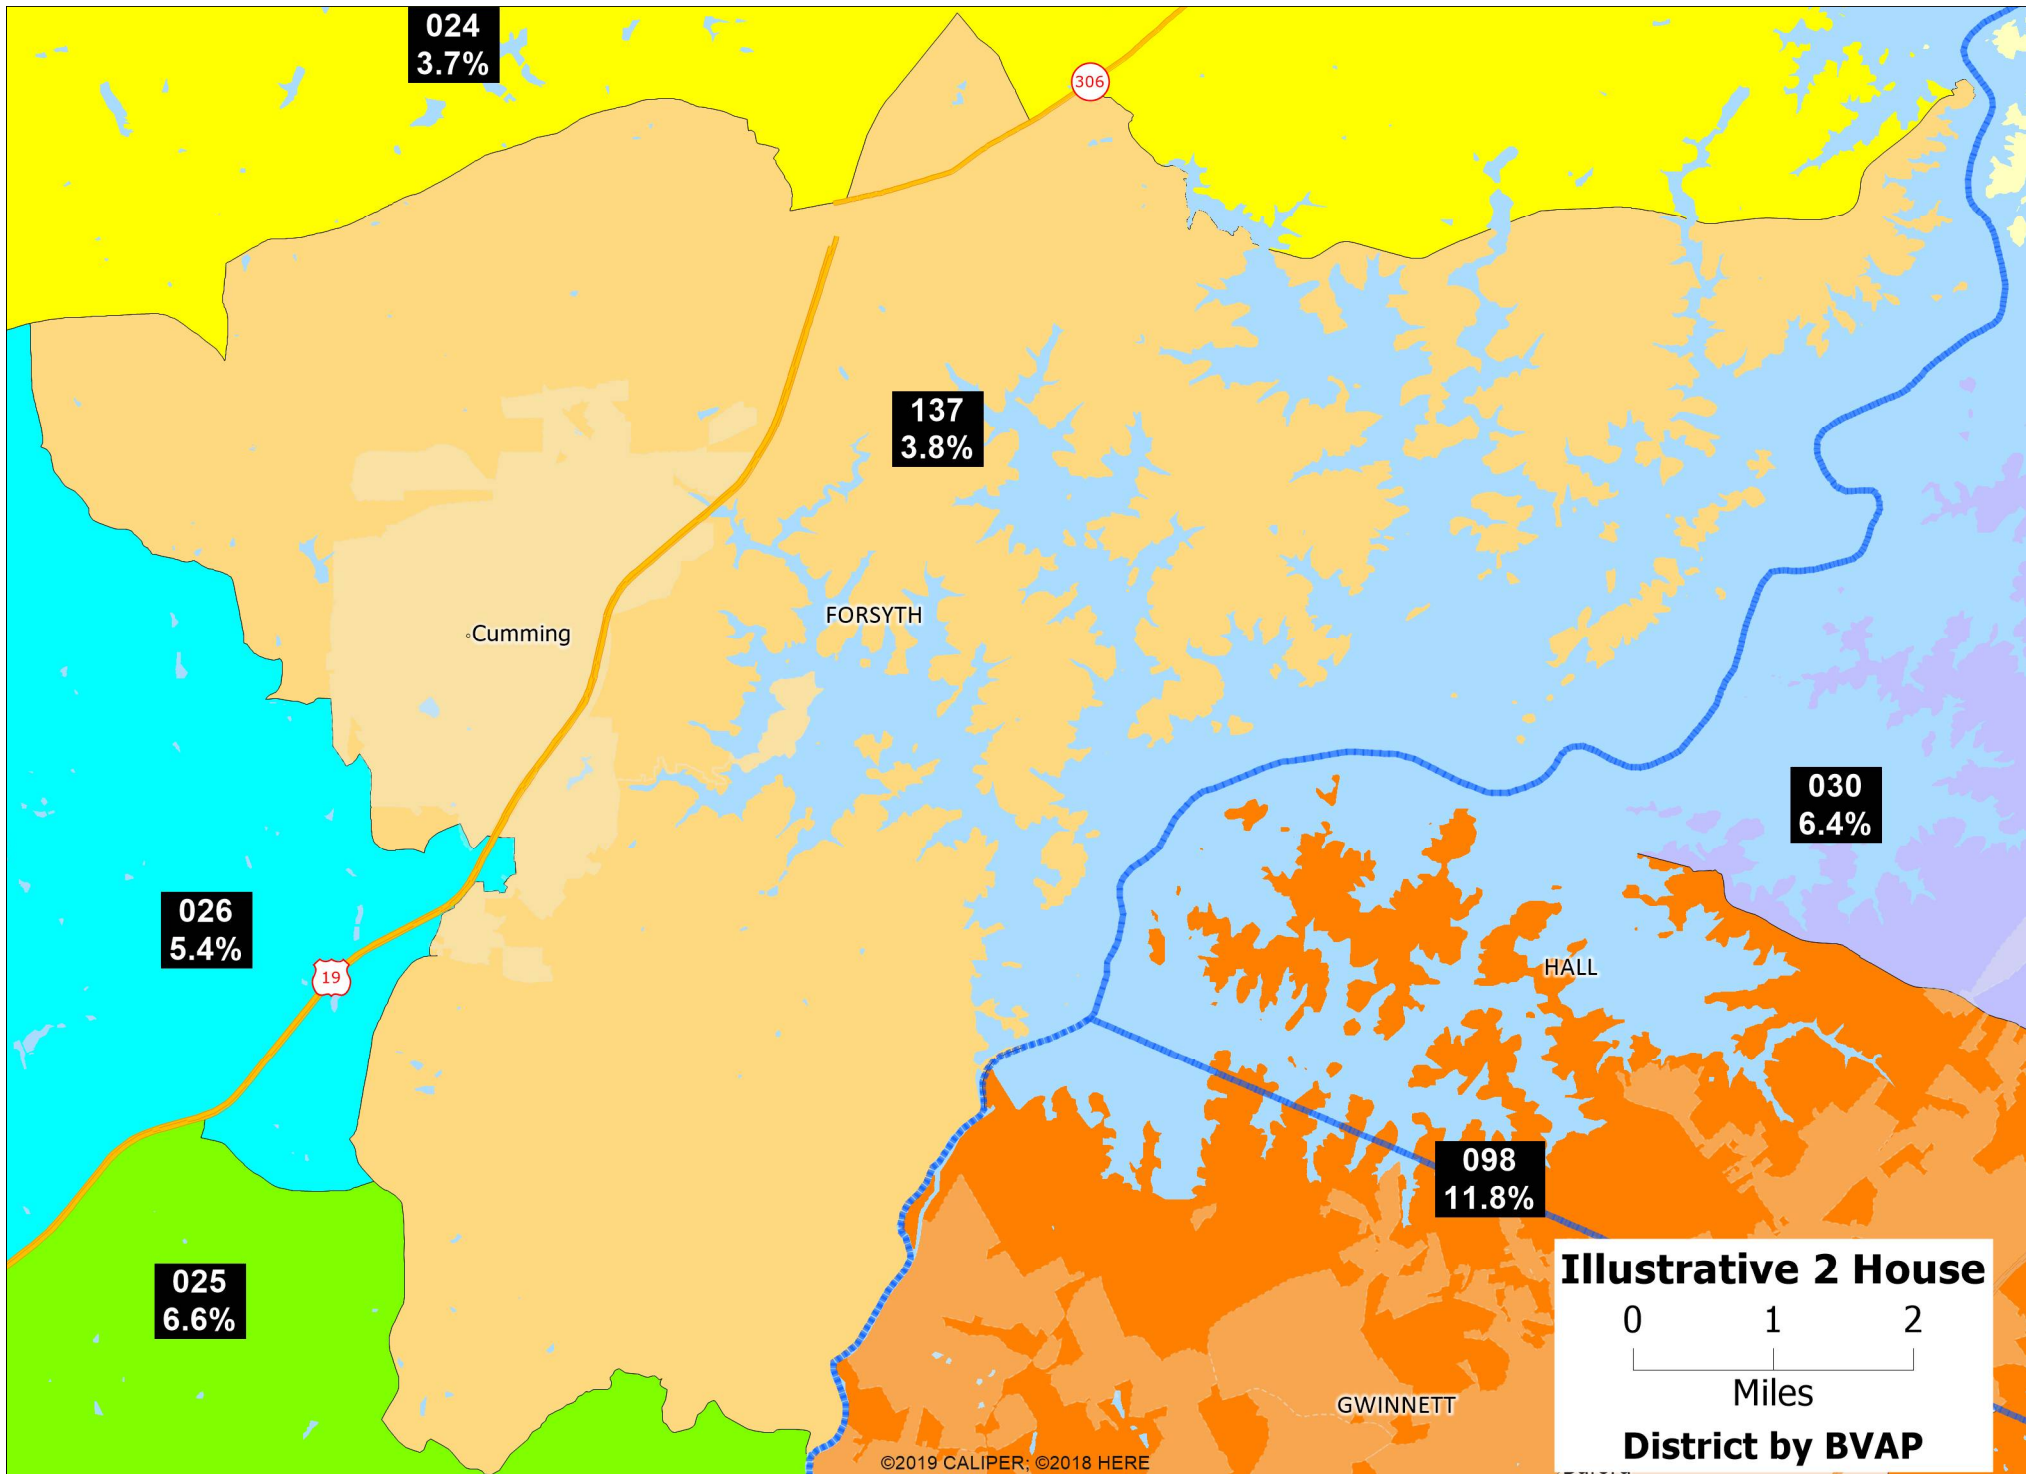 024
3.7%
306
137
3.8%
FORSYTH
Cumming
030
6.4%
026
5.4%
HALL
19
098
11.8%
025
6.6%
Illustrative 2 House
0 1 2
Miles
District by BVAP
GWINNETT
©2019 CALIPER; ©2018 HERE